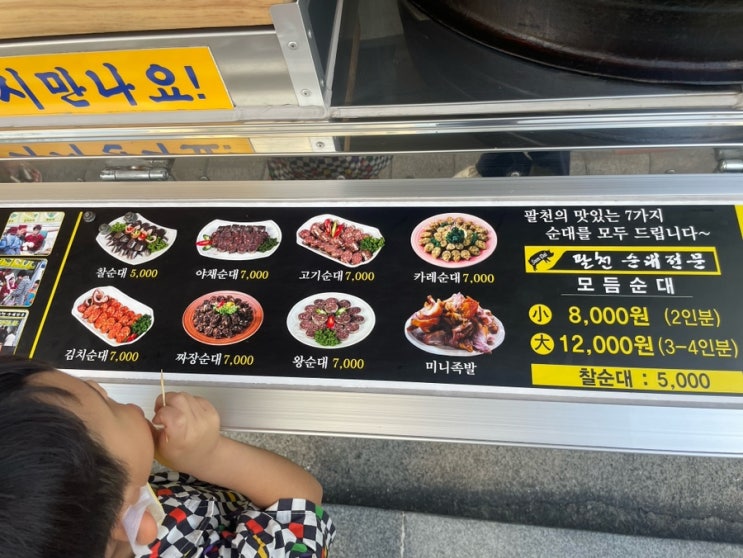 시만나요!
찰순대 5,000
야채순대 7,000
고기순대 7,000
카레순대 7,000
김치순대 7,000
짜장순대 7,000
왕순대 7,000
미니족발
팔천의 맛있는 7가지
순대를 모두 드립니다~
팔천 순대전문
모듬순대
小 8,000원 (2인분)
大 12,000원 (3-4인분)
찰순대 : 5,000